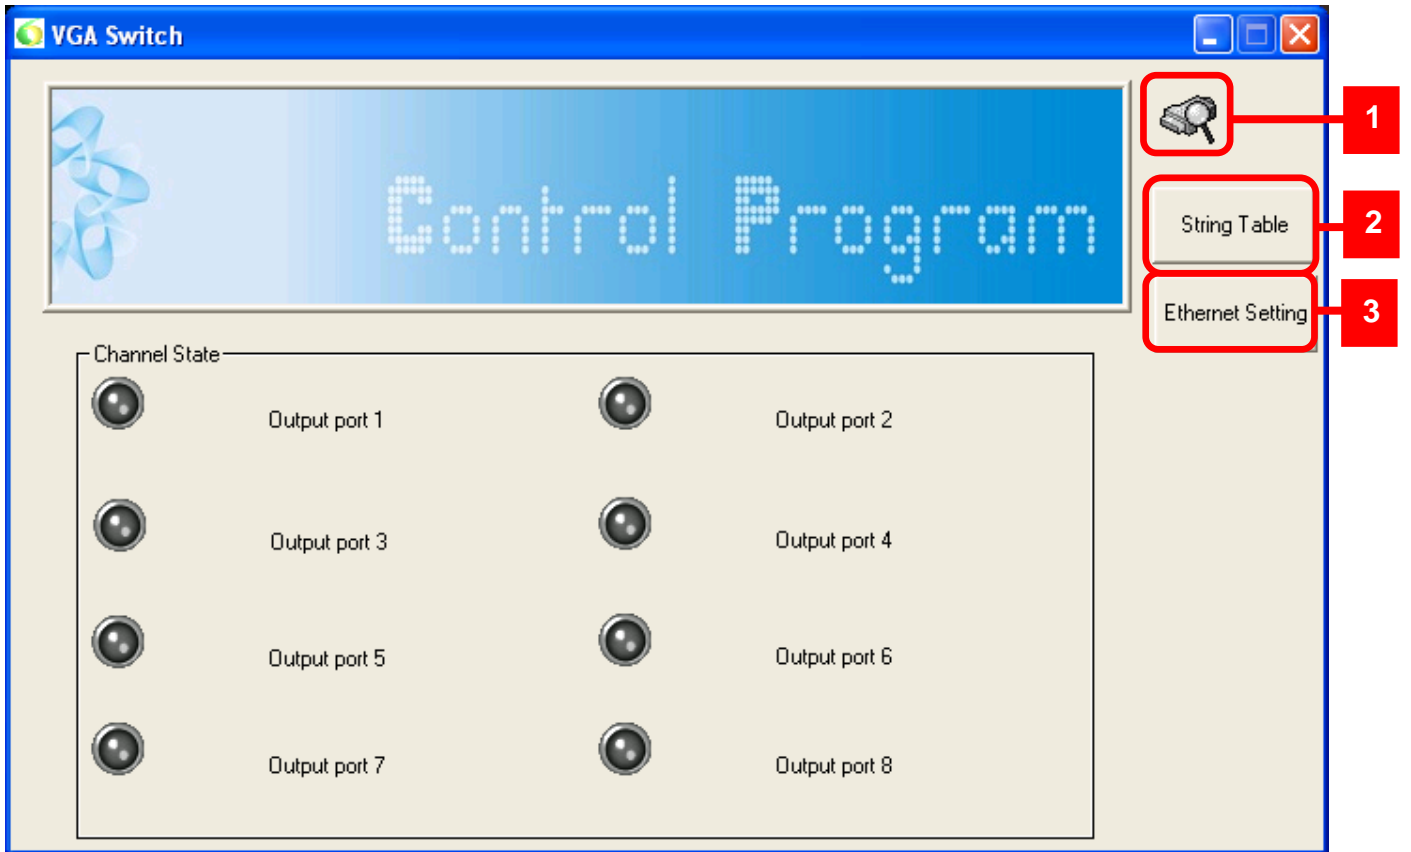 VGA Switch
Control Program
1
String Table
2
Ethernet Setting
3
Channel State
Output port 1
Output port 2
Output port 3
Output port 4
Output port 5
Output port 6
Output port 7
Output port 8